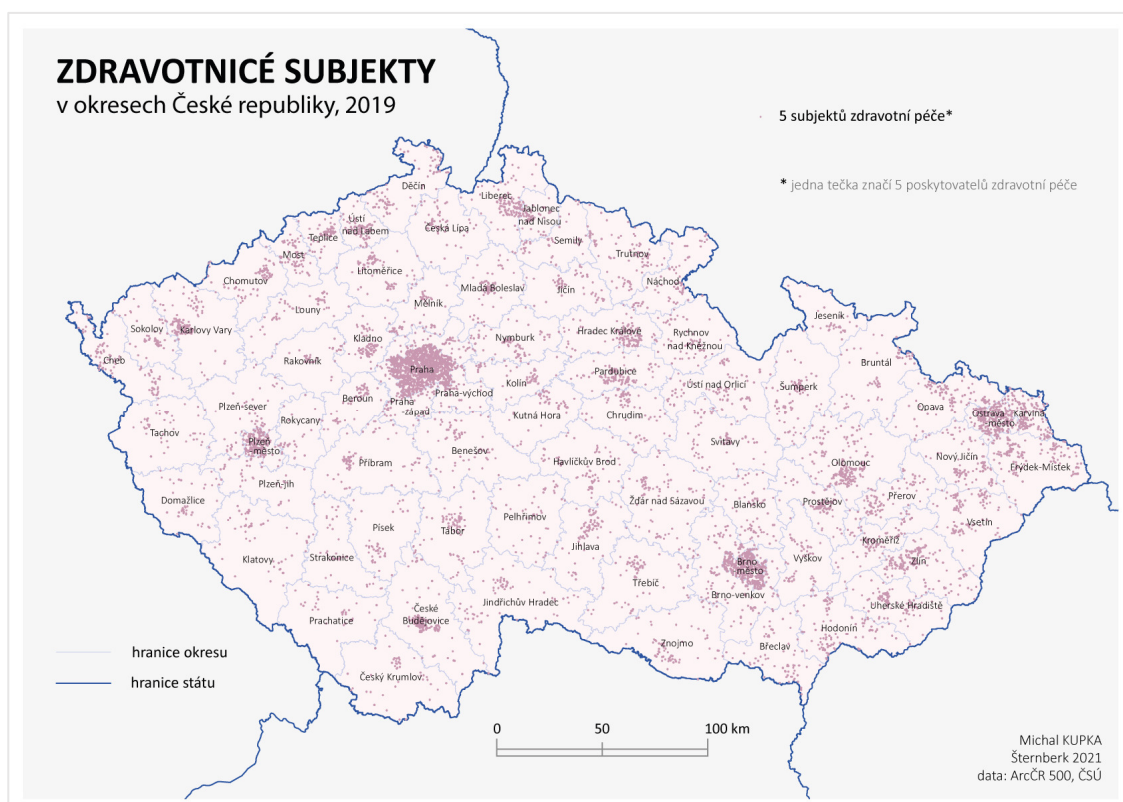 ZDRAVOTNICÉ SUBJEKTY
v okresech České republiky, 2019
5 subjektů zdravotní péče*
* jedna tečka značí 5 poskytovatelů zdravotní péče
Děčín
Liberec
Jablonec
nad Nisou
Ústí
nad Labem
Teplice
Česká Lípa
Semily
Most
Trutnov
Litoměřice
Chomutov
Náchod
Mladá Boleslav
Jičín
Mělník
Louny
Jeseník
Sokolov
Karlovy Vary
Hradec Králové
Rychnov
nad Kněžnou
Kladno
Nymburk
Cheb
Rakovník
Bruntál
Praha
Pardubice
Kolín
Ústí nad Orlicí
Šumperk
Praha-východ
Beroun
Praha
-západ
Plzeň-sever
Opava
Ostrava
-město
Karviná
Kutná Hora
Chrudim
Rokycany
Tachov
Plzeň
-město
Svitavy
Benešov
Nový Jičín
Příbram
Havlíčkův Brod
Olomouc
Frýdek-Místek
Plzeň-jih
Přerov
Domažlice
Žďár nad Sázavou
Blansko
Prostějov
Pelhřimov
Vsetín
Písek
Tábor
Kroměříž
Jihlava
Klatovy
Strakonice
Vyškov
Zlín
Brno
-město
Třebíč
Brno-venkov
Jindřichův Hradec
Uherské Hradiště
České
Budějovice
Prachatice
Hodonín
Znojmo
Břeclav
Český Krumlov
hranice okresu
hranice státu
0 50 100 km
Michal KUPKA
Šternberk 2021
data: ArcČR 500, ČSÚ